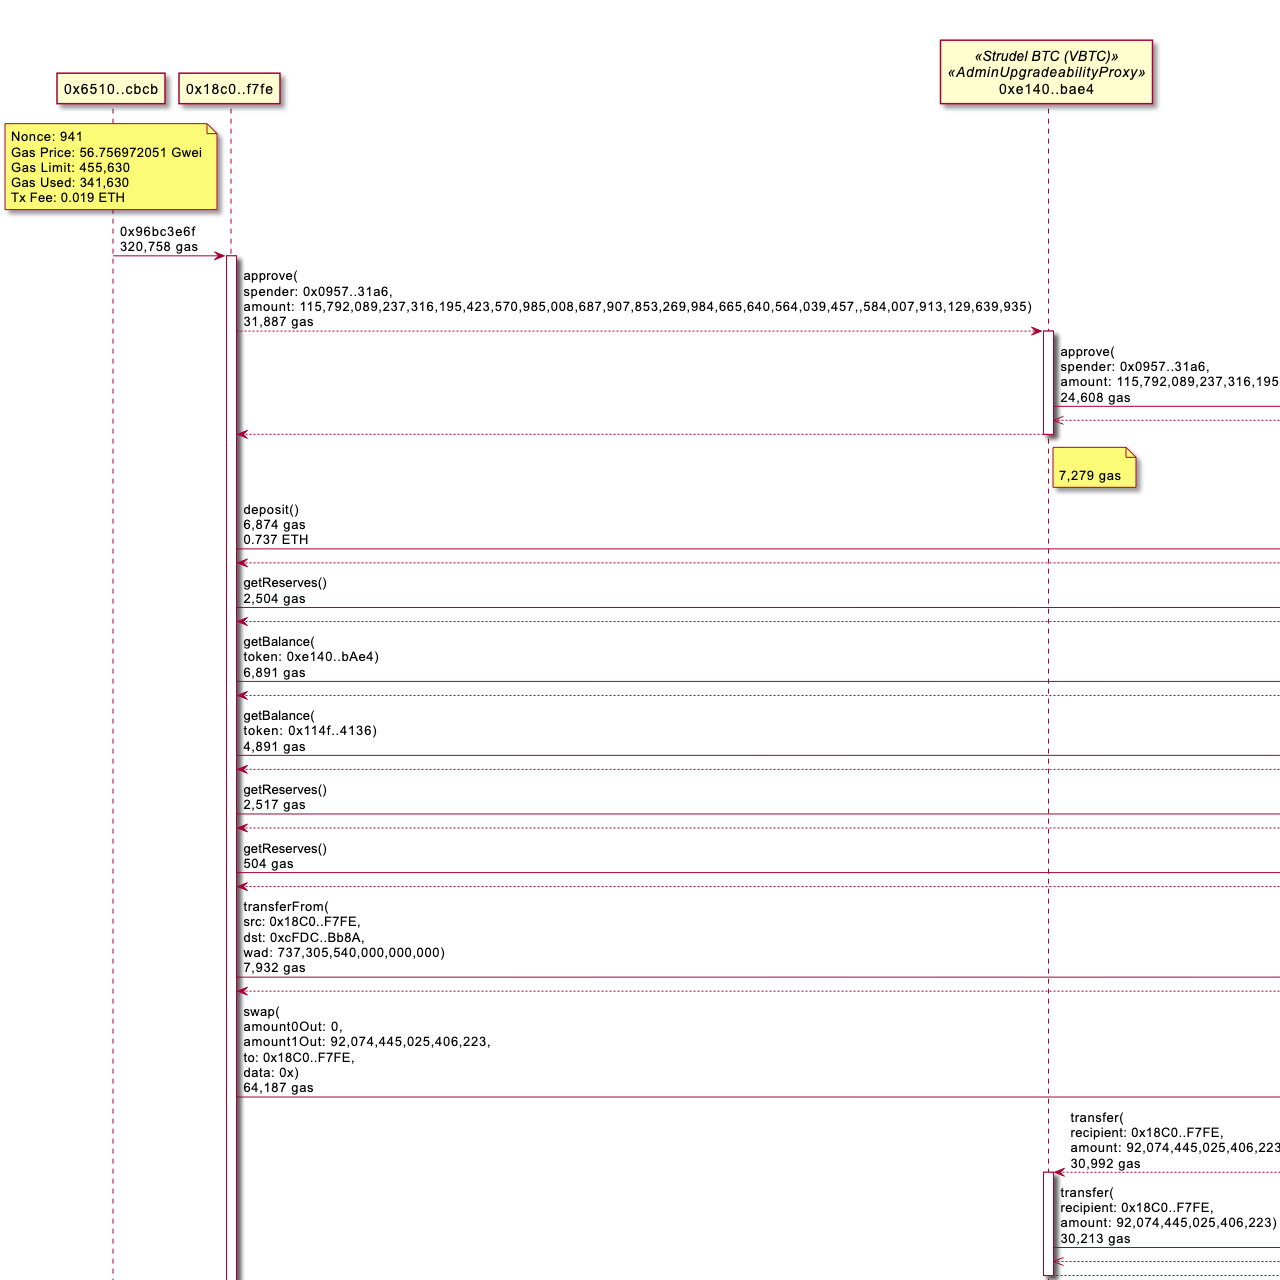 «Strudel BTC (VBTC)»
«AdminUpgradeabilityProxy»
0xe140..bae4
0x6510..cbcb
0x18c0..f7fe
Nonce: 941
Gas Price: 56.756972051 Gwei
Gas Limit: 455,630
Gas Used: 341,630
Tx Fee: 0.019 ETH
0x96bc3e6f
320,758 gas
approve(
spender: 0x0957..31a6,
amount: 115,792,089,237,316,195,423,570,985,008,687,907,853,269,984,665,640,564,039,457,,584,007,913,129,639,935)
31,887 gas
approve(
spender: 0x0957..31a6,
amount: 115,792,089,237,316,195
24,608 gas
7,279 gas
deposit()
6,874 gas
0.737 ETH
getReserves()
2,504 gas
getBalance(
token: 0xe140..bAe4)
6,891 gas
getBalance(
token: 0x114f..4136)
4,891 gas
getReserves()
2,517 gas
getReserves()
504 gas
transferFrom(
src: 0x18C0..F7FE,
dst: 0xcFDC..Bb8A,
wad: 737,305,540,000,000,000)
7,932 gas
swap(
amount0Out: 0,
amount1Out: 92,074,445,025,406,223,
to: 0x18C0..F7FE,
data: 0x)
64,187 gas
transfer(
recipient: 0x18C0..F7FE,
amount: 92,074,445,025,406,223
30,992 gas
transfer(
recipient: 0x18C0..F7FE,
amount: 92,074,445,025,406,223)
30,213 gas